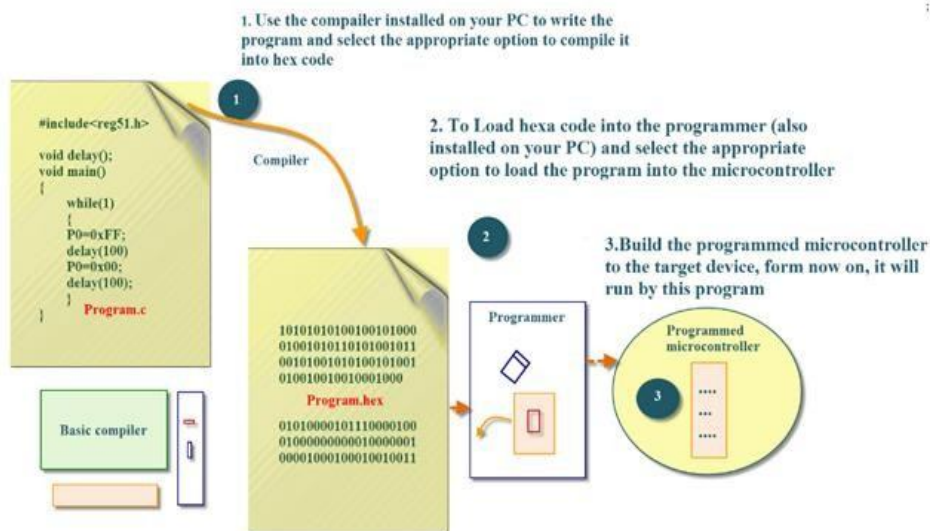 1. Use the compailer installed on your PC to write the
program and select the appropriate option to compile it
into hex code
1
#include<reg51.h>
void delay();
void main()
{
while(1)
{
P0=0xFF;
delay(100)
P0=0x00;
delay(100);
}
}
Program.c
Compiler
2. To Load hexa code into the programmer (also
installed on your PC) and select the appropriate
option to load the program into the microcontroller
2
3.Build the programmed microcontroller
to the target device, form now on, it will
run by this program
10101010100100101000
01001010110101001011
00101001010100101001
010010010010001000
Program.hex
01010000101110000100
01000000000010000001
00001000100010010011
Programmer
Programmed
microcontroller
3
Basic compiler